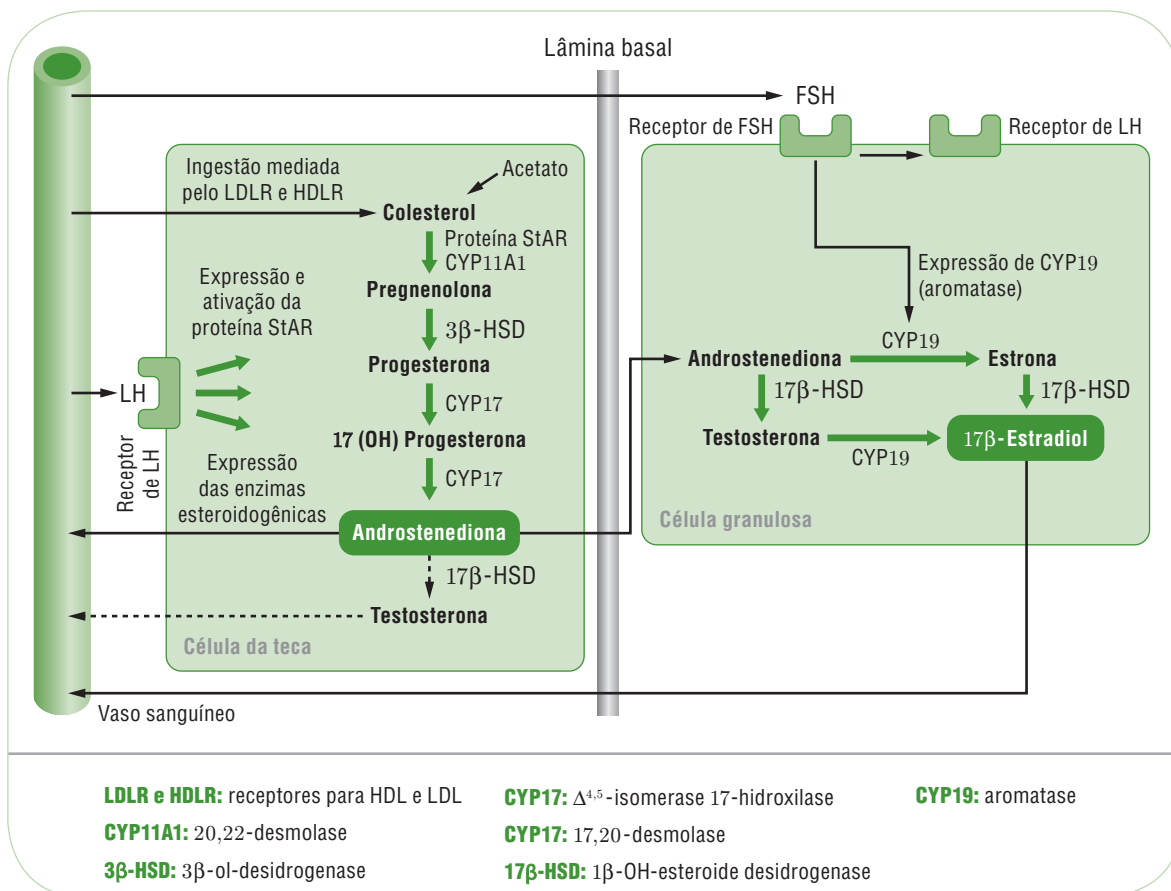 Lâmina basal
FSH
Receptor de FSH
Receptor de LH
Ingestão mediada
pelo LDLR e HDLR
Acetato
Colesterol
Proteína StAR
CYP11A1
Expressão e
ativação da
proteína StAR
Pregnenolona
3β-HSD
Progesterona
LH
Receptor
de LH
CYP17
17 (OH) Progesterona
Expressão
das enzimas
esteroidogênicas
CYP17
Androstenediona
17β-HSD
Testosterona
Célula da teca
Expressão de CYP19
(aromatase)
Androstenediona
CYP19
Estrona
17β-HSD
17β-HSD
Testosterona
CYP19
17β-Estradiol
Célula granulosa
Vaso sanguíneo
LDLR e HDLR: receptores para HDL e LDL
CYP11A1: 20,22-desmolase
3β-HSD: 3β-ol-desidrogenase
CYP17: Δ⁴,⁵-isomerase 17-hidroxilase
CYP17: 17,20-desmolase
17β-HSD: 1β-OH-esteroide desidrogenase
CYP19: aromatase